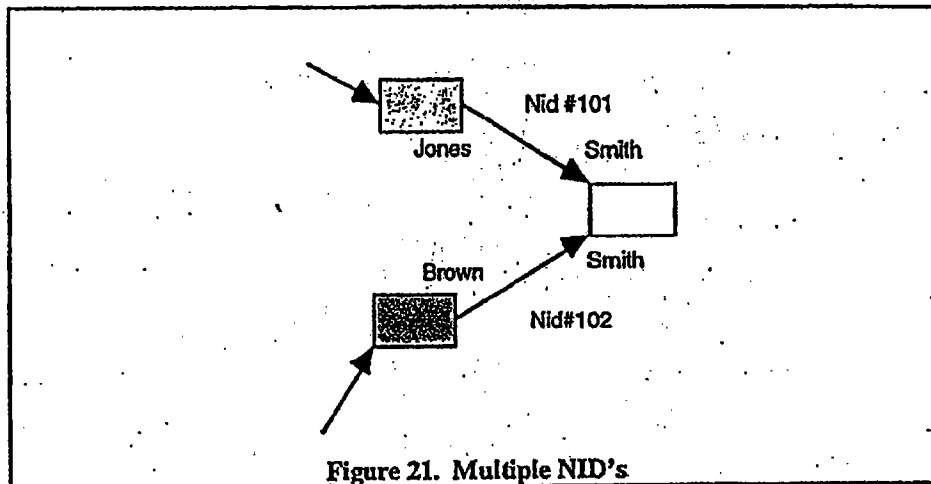 Nid #101
Jones
Smith
Smith
Brown
Nid#102
Figure 21. Multiple NID's